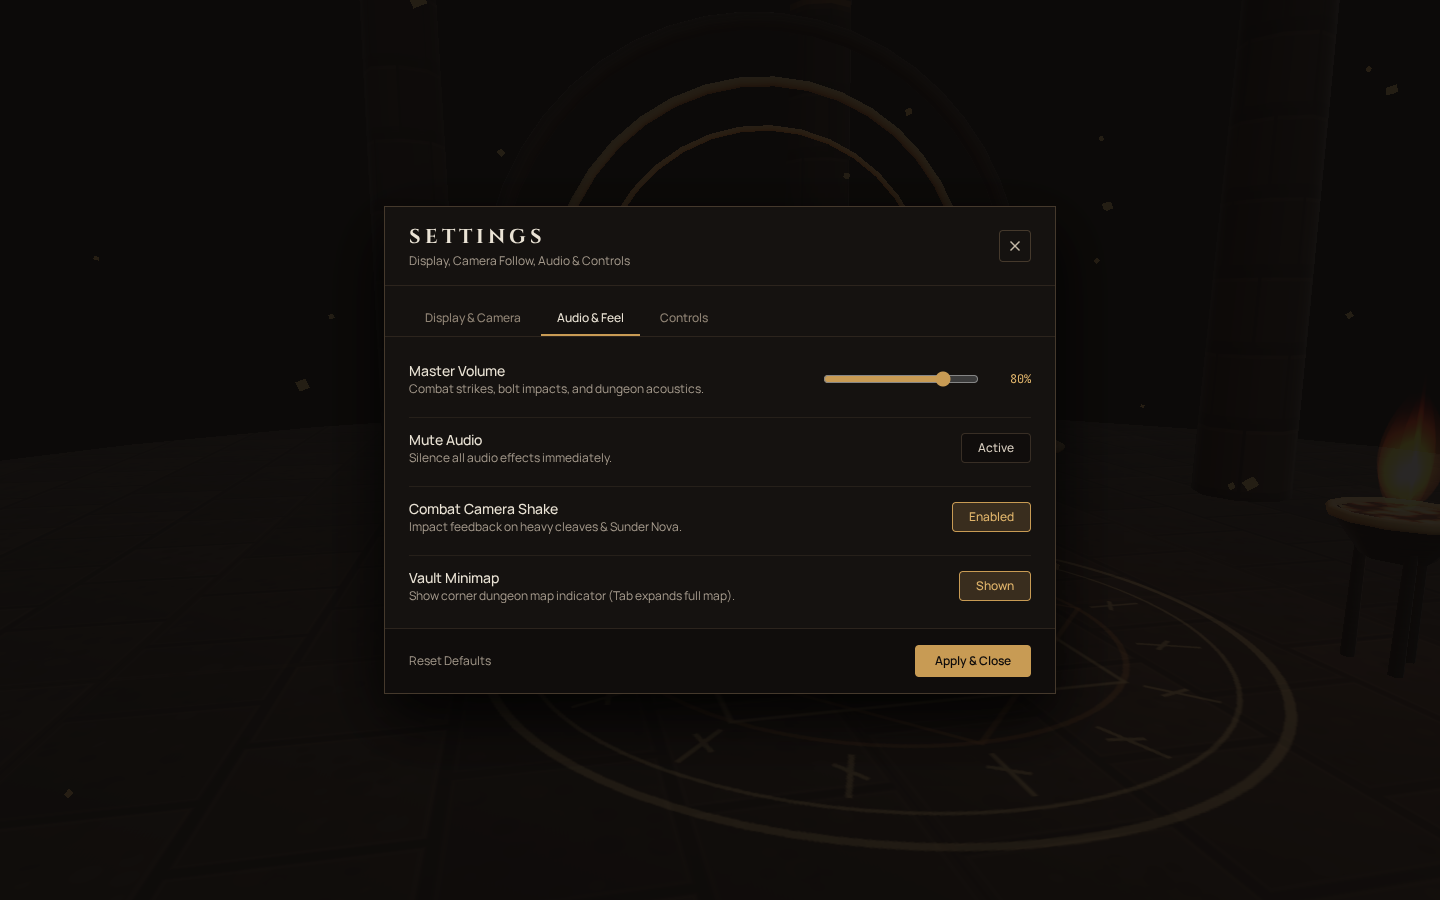 SETTINGS
Display, Camera Follow, Audio & Controls
Display & Camera
Audio & Feel
Controls
Master Volume
Combat strikes, bolt impacts, and dungeon acoustics.
80%
Mute Audio
Silence all audio effects immediately.
Active
Combat Camera Shake
Impact feedback on heavy cleaves & Sunder Nova.
Enabled
Vault Minimap
Show corner dungeon map indicator (Tab expands full map).
Shown
Reset Defaults
Apply & Close